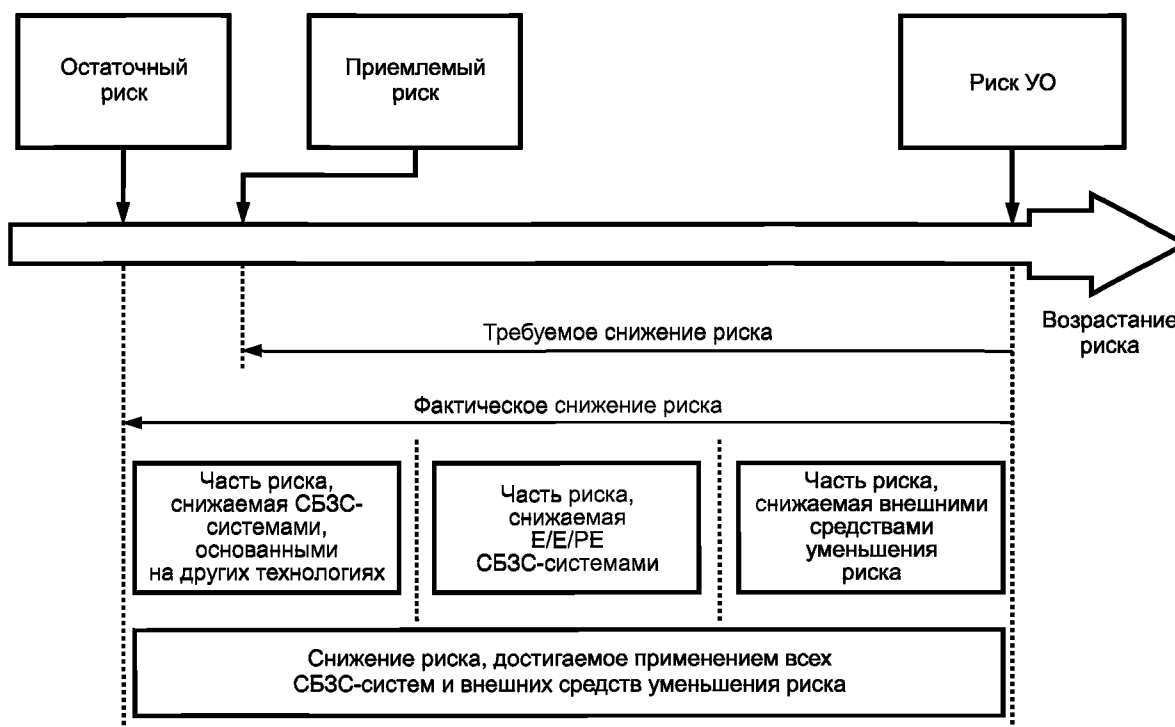 Остаточный
риск
Приемлемый
риск
Риск УО
Возрастание
риска
Требуемое снижение риска
Фактическое снижение риска
Часть риска,
снижаемая СБЗС-
системами,
основанными
на других технологиях
Часть риска,
снижаемая
E/E/PE
СБЗС-системами
Часть риска,
снижаемая внешними
средствами
уменьшения
риска
Снижение риска, достигаемое применением всех
СБЗС-систем и внешних средств уменьшения риска